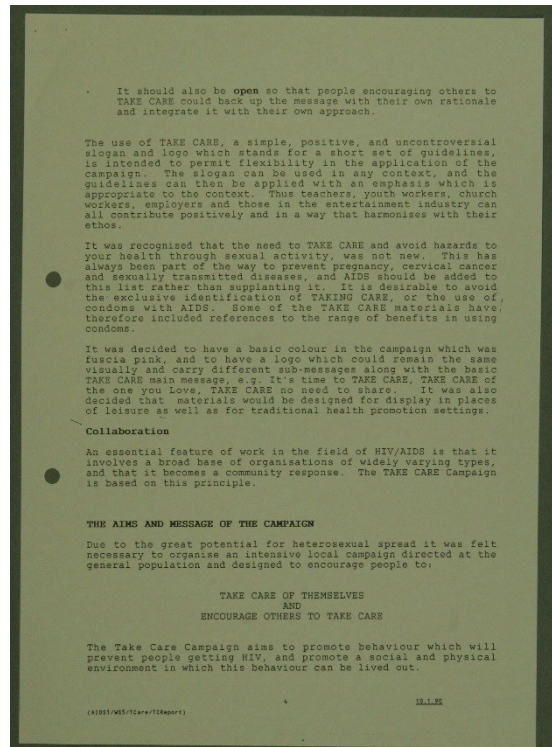 It should also be open so that people encouraging others to
TAKE CARE could back up the message with their own rationale
and integrate it with their own approach.
The use of TAKE CARE, a simple, positive, and uncontroversial
slogan and logo which stands for a short set of guidelines,
is intended to permit flexibility in the application of the
campaign. The slogan can be used in any context, and the
guidelines can then be applied with an emphasis which is
appropriate to the context. Thus teachers, youth workers, church
workers, employers and those in the entertainment industry can
all contribute positively and in a way that harmonises with their
ethos.
It was recognised that the need to TAKE CARE and avoid hazards to
your health through sexual activity, was not new. This has
always been part of the way to prevent pregnancy, cervical cancer
and sexually transmitted diseases, and AIDS should be added to
this list rather than supplanting it. It is desirable to avoid
the exclusive identification of TAKING CARE, or the use of,
condoms with AIDS. Some of the TAKE CARE materials have,
therefore included references to the range of benefits in using
condoms.
It was decided to have a basic colour in the campaign which was
fuscia pink, and to have a logo which could remain the same
visually and carry different sub-messages along with the basic
TAKE CARE main message, e.g. It's time to TAKE CARE, TAKE CARE of
the one you Love, TAKE CARE no need to share. It was also
decided that materials would be designed for display in places
of leisure as well as for traditional health promotion settings.
Collaboration
An essential feature of work in the field of HIV/AIDS is that it
involves a broad base of organisations of widely varying types,
and that it becomes a community response. The TAKE CARE Campaign
is based on this principle.
THE AIMS AND MESSAGE OF THE CAMPAIGN
Due to the great potential for heterosexual spread it was felt
necessary to organise an intensive local campaign directed at the
general population and designed to encourage people to:
TAKE CARE OF THEMSELVES
AND
ENCOURAGE OTHERS TO TAKE CARE
The Take Care Campaign aims to promote behaviour which will
prevent people getting HIV, and promote a social and physical
environment in which this behaviour can be lived out.
4 10.1.90
(AIDS1/WS5/TCare/TCReport)